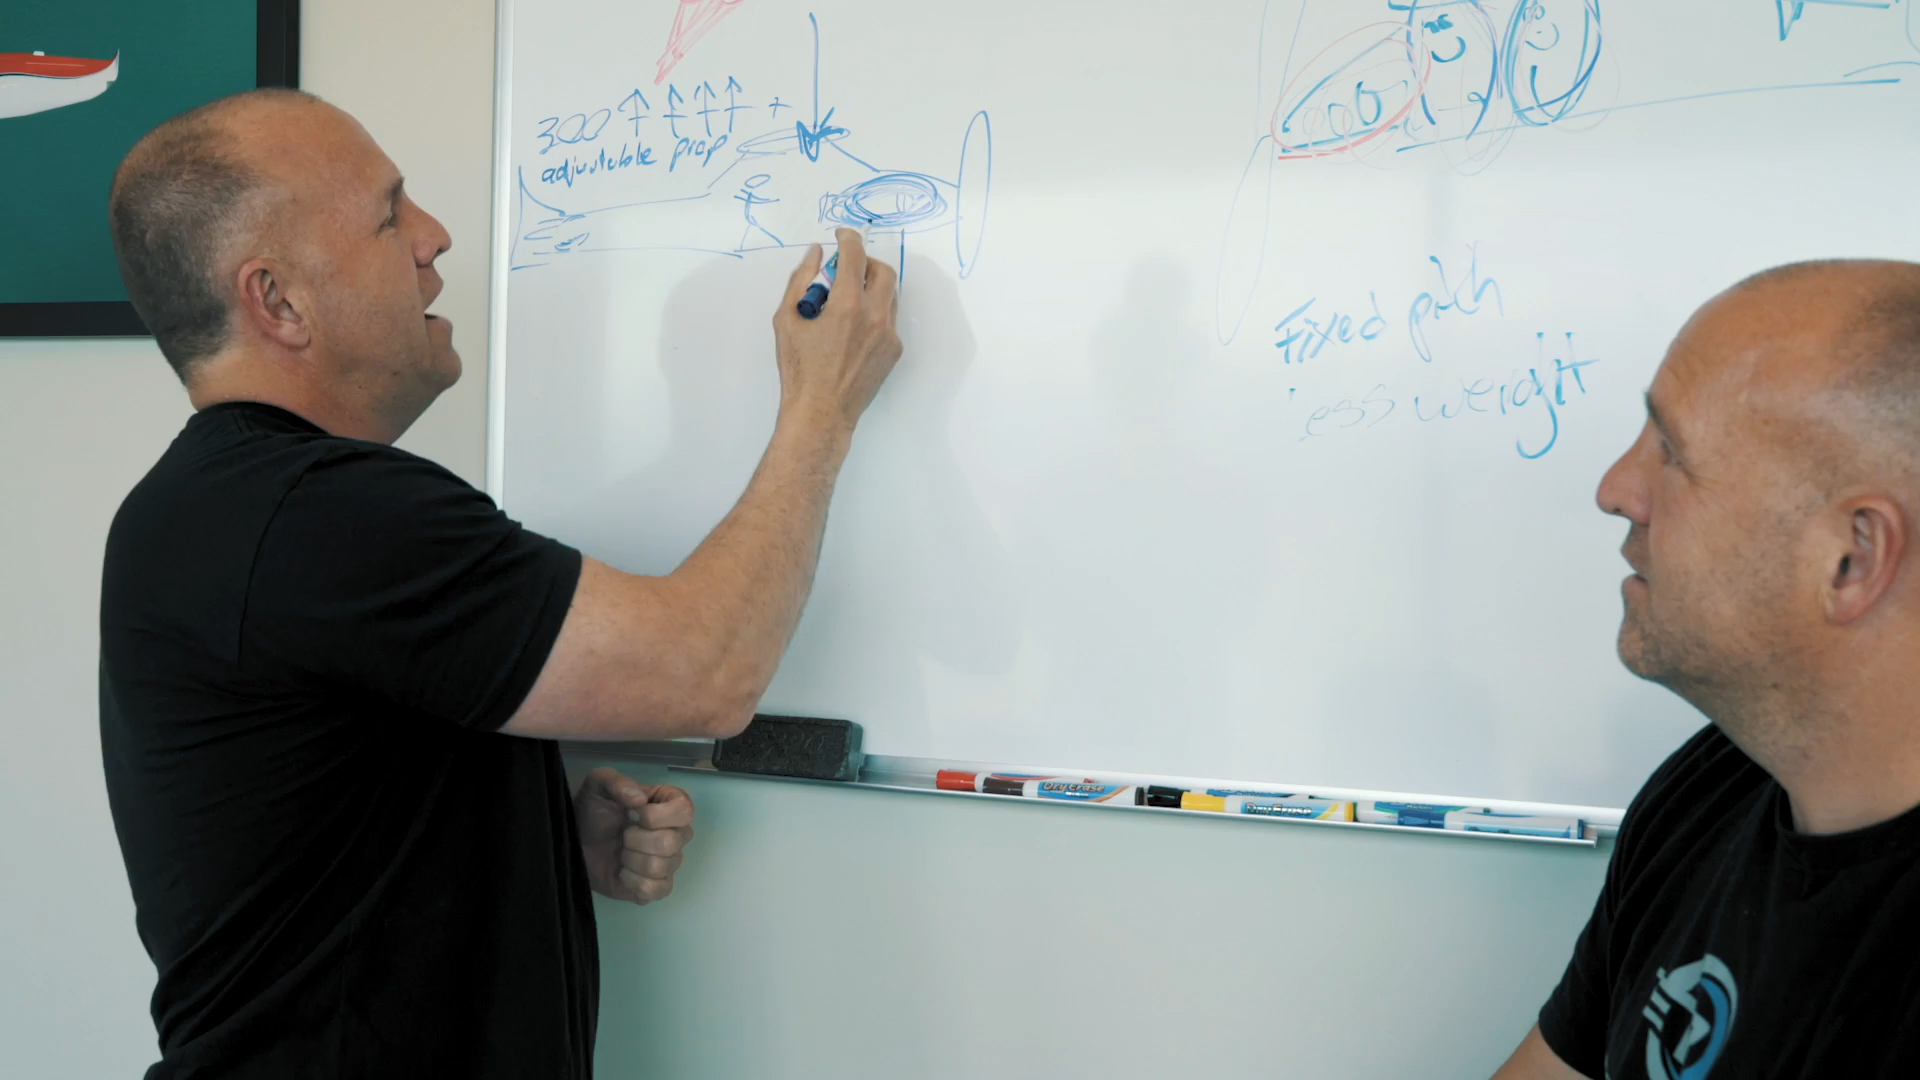 300 ↑↑↑↑ +
adjustable prop
Fixed pitch
less weight
Dry Erase
Dry Erase